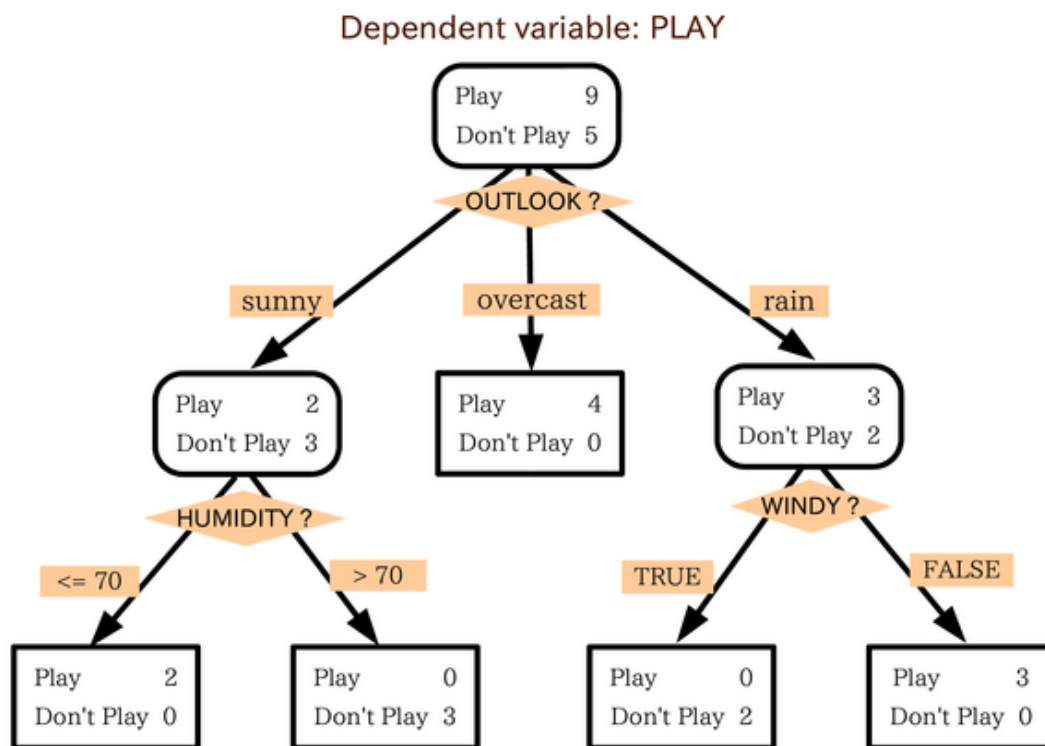 Dependent variable: PLAY
Play 9
Don't Play 5
OUTLOOK ?
sunny
overcast
rain
Play 2
Don't Play 3
Play 4
Don't Play 0
Play 3
Don't Play 2
HUMIDITY ?
WINDY ?
<= 70
> 70
TRUE
FALSE
Play 2
Don't Play 0
Play 0
Don't Play 3
Play 0
Don't Play 2
Play 3
Don't Play 0